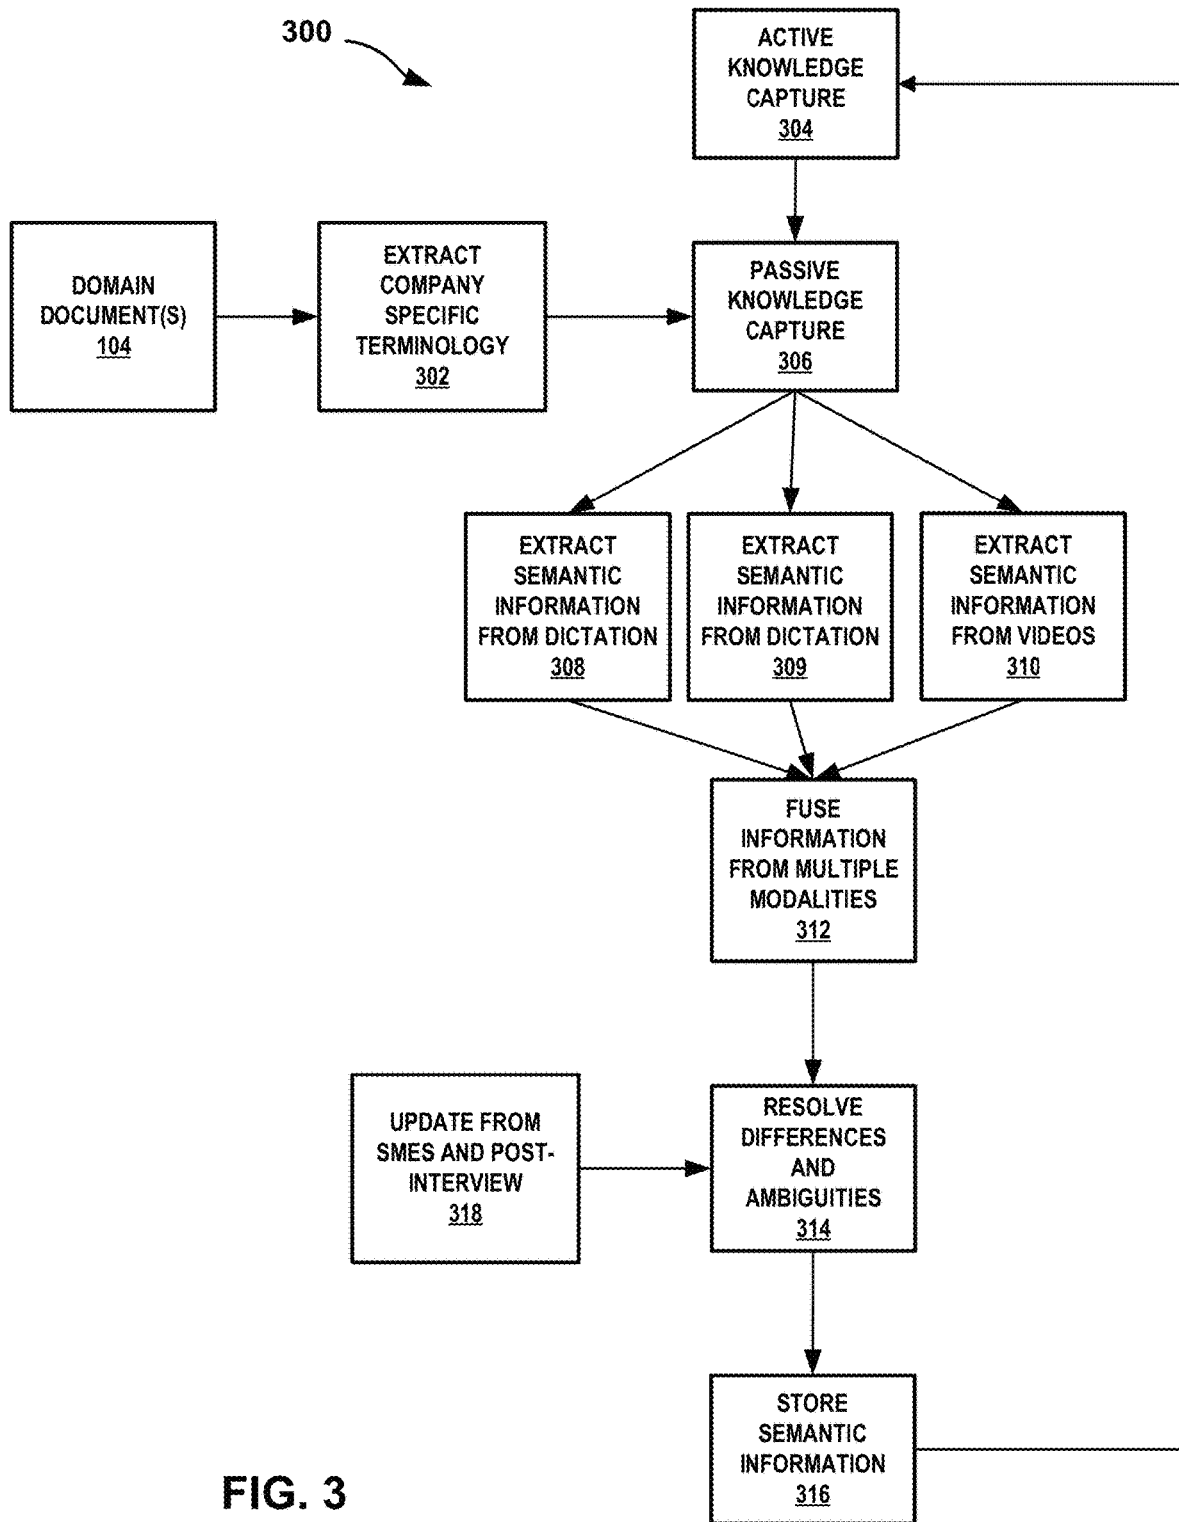 300
ACTIVE
KNOWLEDGE
CAPTURE
304
DOMAIN
DOCUMENT(S)
104
EXTRACT
COMPANY
SPECIFIC
TERMINOLOGY
302
PASSIVE
KNOWLEDGE
CAPTURE
306
EXTRACT
SEMANTIC
INFORMATION
FROM DICTATION
308
EXTRACT
SEMANTIC
INFORMATION
FROM DICTATION
309
EXTRACT
SEMANTIC
INFORMATION
FROM VIDEOS
310
FUSE
INFORMATION
FROM MULTIPLE
MODALITIES
312
UPDATE FROM
SMES AND POST-
INTERVIEW
318
RESOLVE
DIFFERENCES
AND
AMBIGUITIES
314
STORE
SEMANTIC
INFORMATION
316
FIG. 3